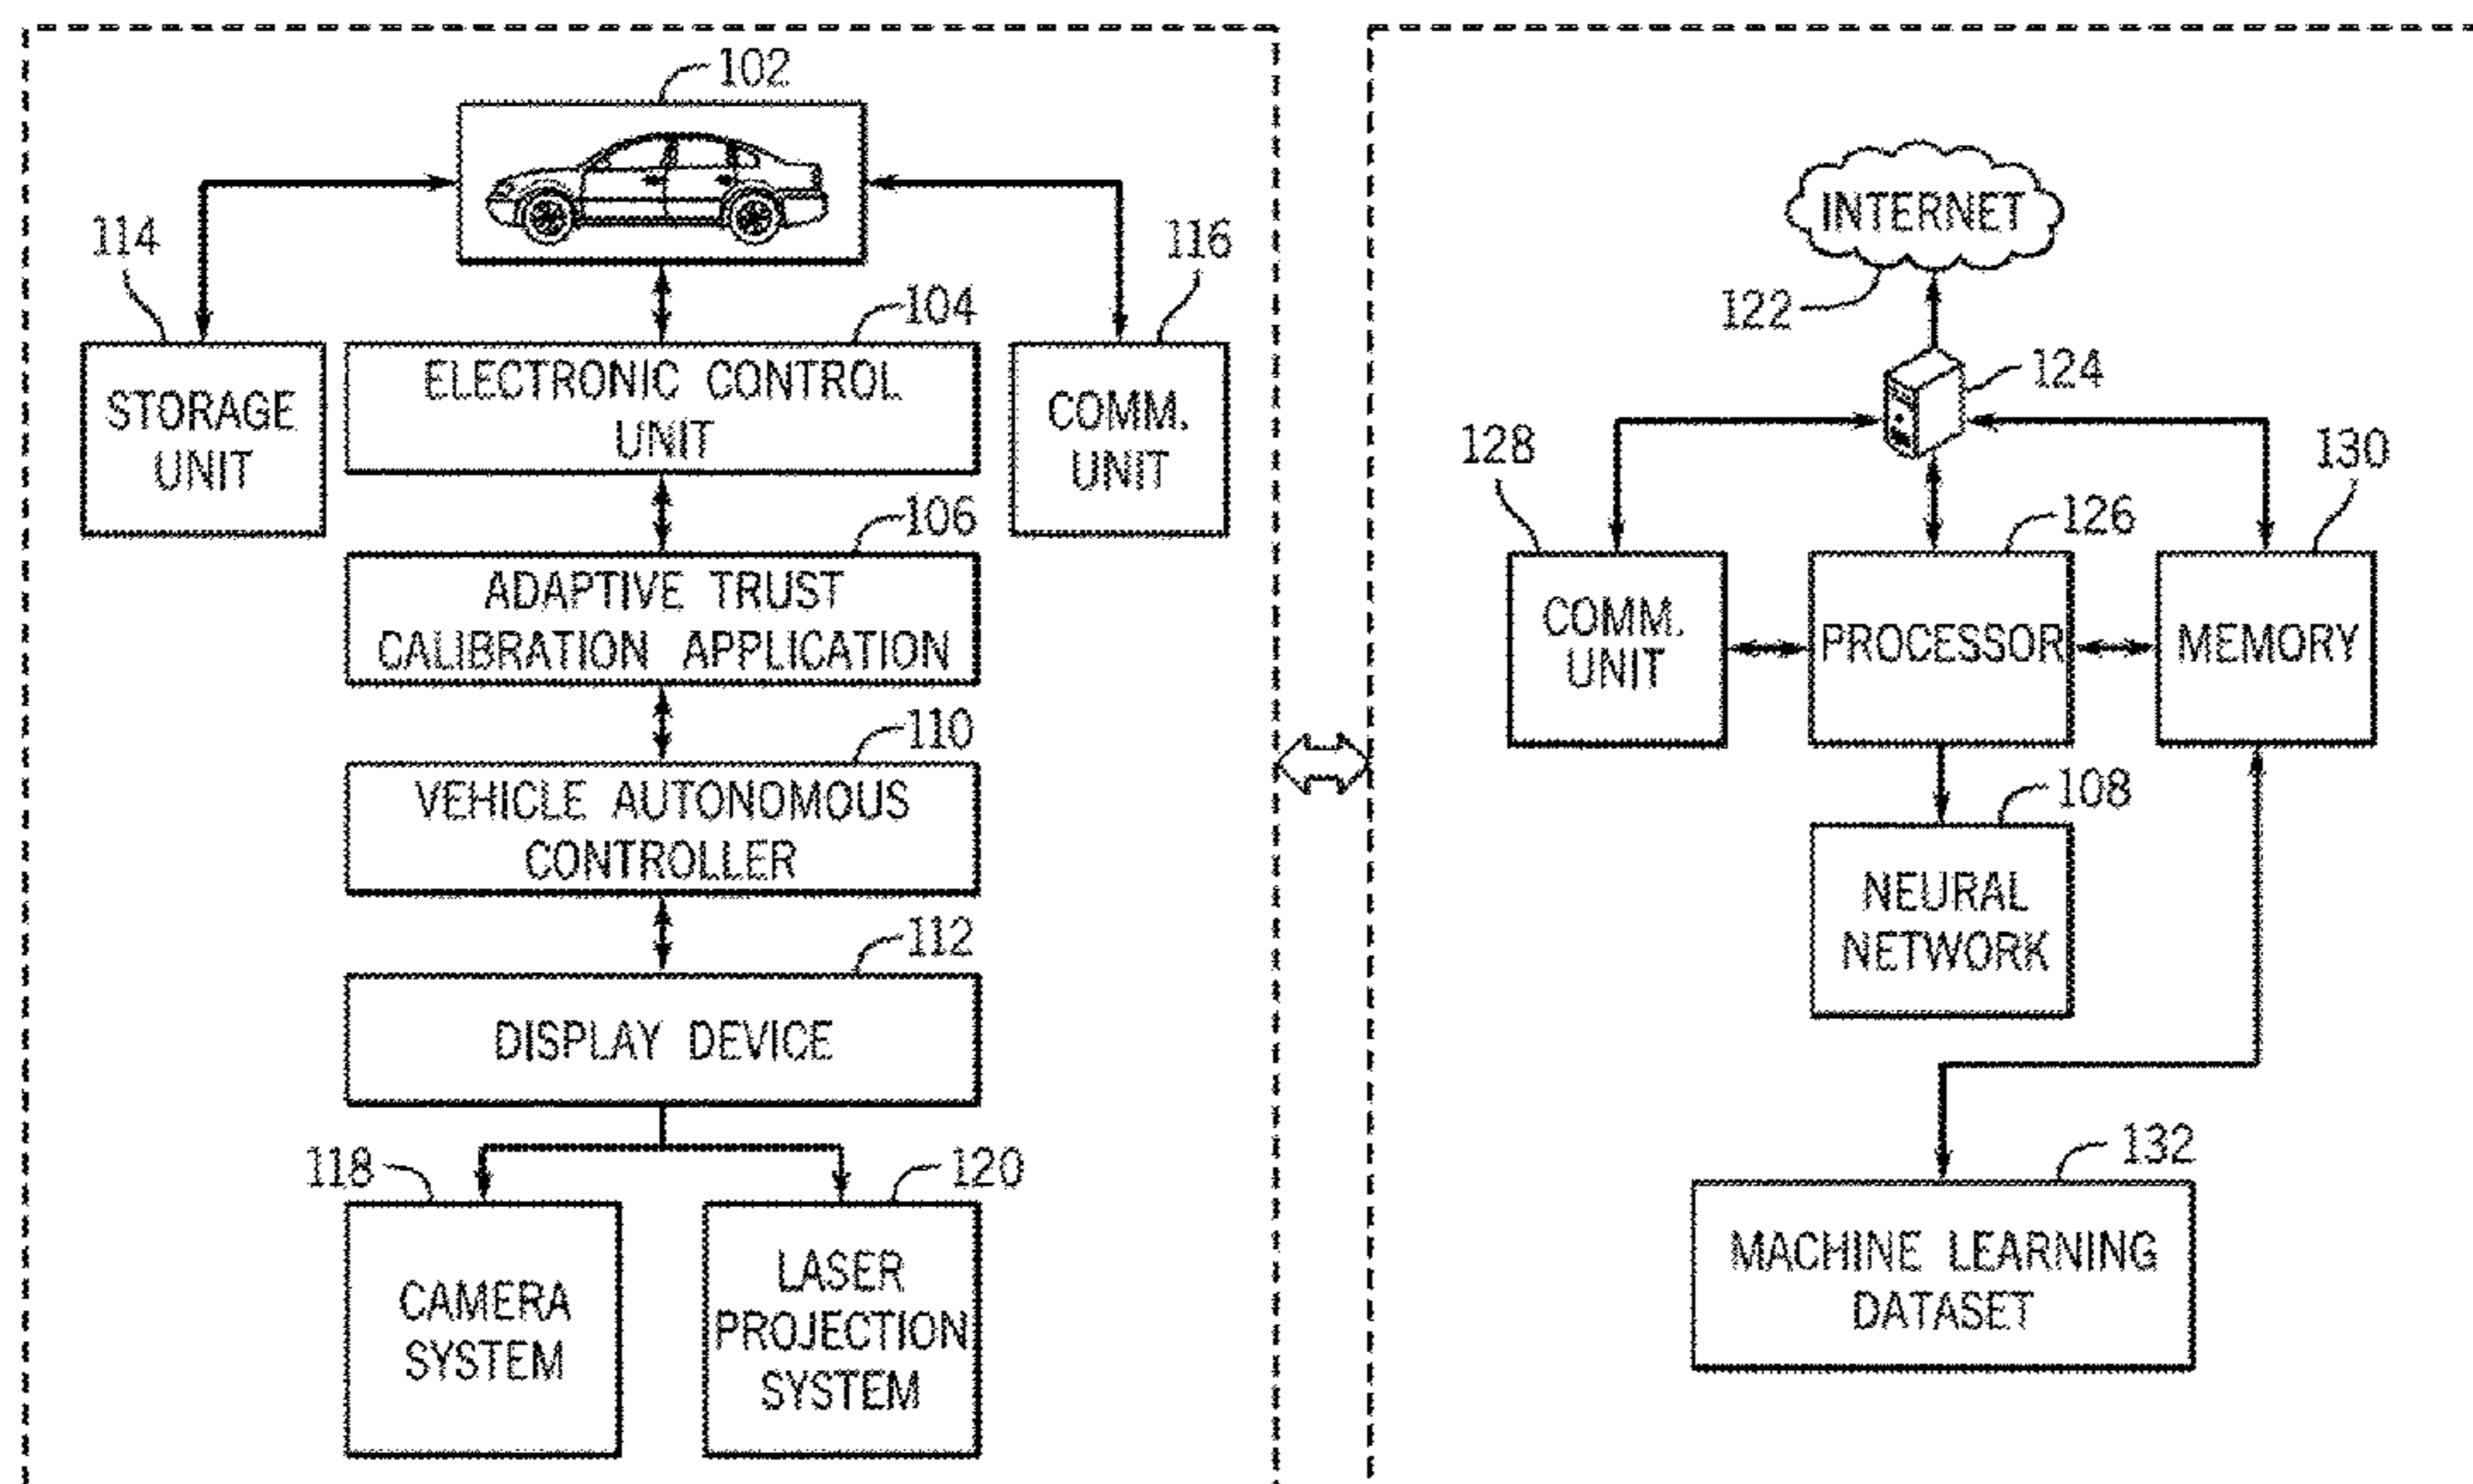 102
114
116
104
STORAGE
UNIT
ELECTRONIC CONTROL
UNIT
COMM.
UNIT
106
ADAPTIVE TRUST
CALIBRATION APPLICATION
110
VEHICLE AUTONOMOUS
CONTROLLER
112
DISPLAY DEVICE
118
120
CAMERA
SYSTEM
LASER
PROJECTION
SYSTEM
INTERNET
122
124
128
130
126
COMM.
UNIT
PROCESSOR
MEMORY
108
NEURAL
NETWORK
132
MACHINE LEARNING
DATASET